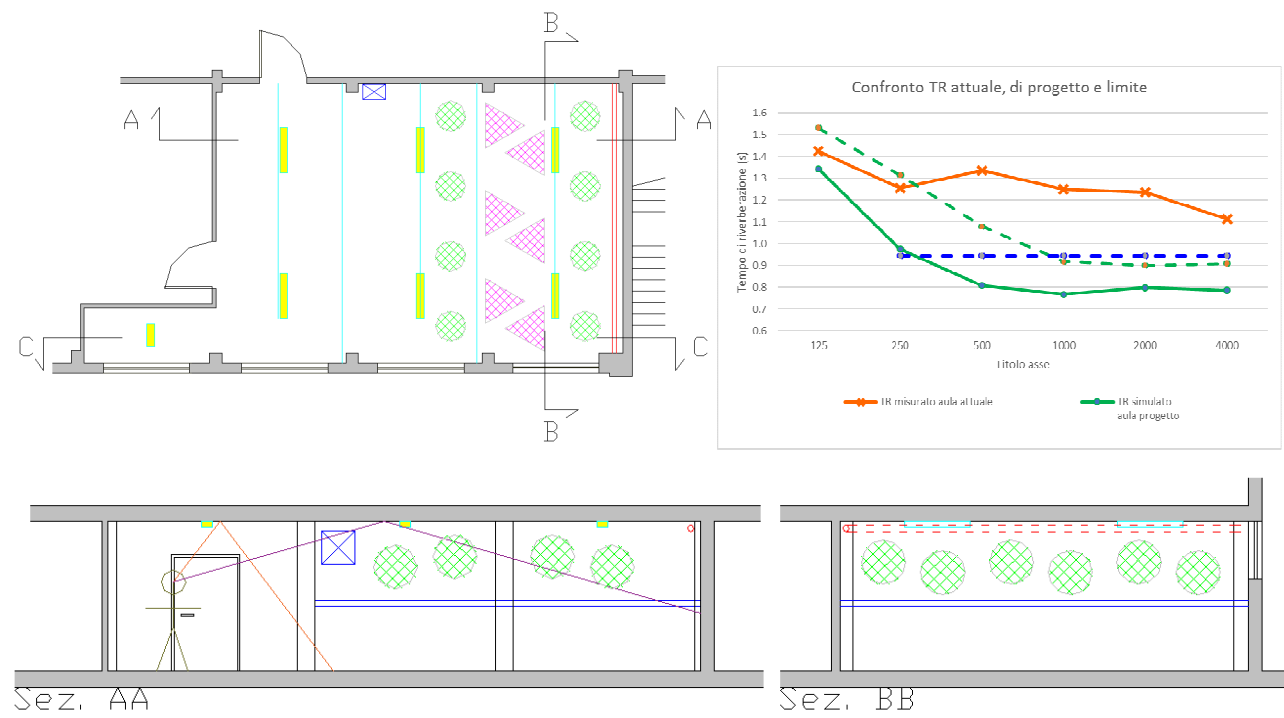 B
A
A
C
C
B
Confronto TR attuale, di progetto e limite
Tempo di riverberazione [s]
1.6
1.5
1.4
1.3
1.2
1.1
1.0
0.9
0.8
0.7
0.6
125 250 500 1000 2000 4000
Titolo asse
TR misurato aula attuale
TR simulato
aula progetto
Sez. AA
Sez. BB